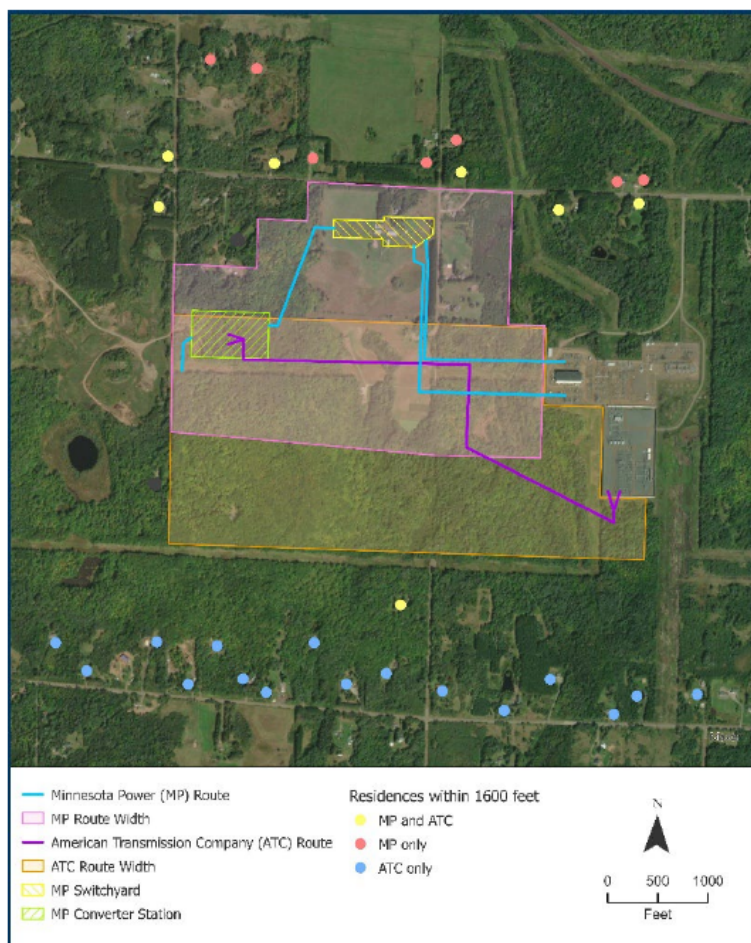 Minnesota Power (MP) Route
MP Route Width
American Transmission Company (ATC) Route
ATC Route Width
MP Switchyard
MP Converter Station
Residences within 1600 feet
MP and ATC
MP only
ATC only
N
0 500 1000
Feet